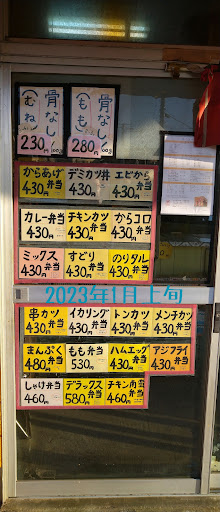 骨なし
(むね)
230円
100g
骨なし
(もも)
280円
100g
からあげ弁当
430円
デミカツ丼
430円
エビから弁当
430円
カレー弁当
430円
チキンカツ弁当
430円
からコロ弁当
430円
ミックス弁当
430円
すどり弁当
430円
のりタル弁当
430円
2023年1月上旬
串カツ弁当
430円
イカリング弁当
430円
トンカツ弁当
430円
メンチカツ弁当
430円
まんぷく弁当
480円
もも弁当
530円
ハムエッグ弁当
430円
アジフライ弁当
430円
しゃけ弁当
460円
デラックス弁当
580円
チキン南蛮弁当
460円